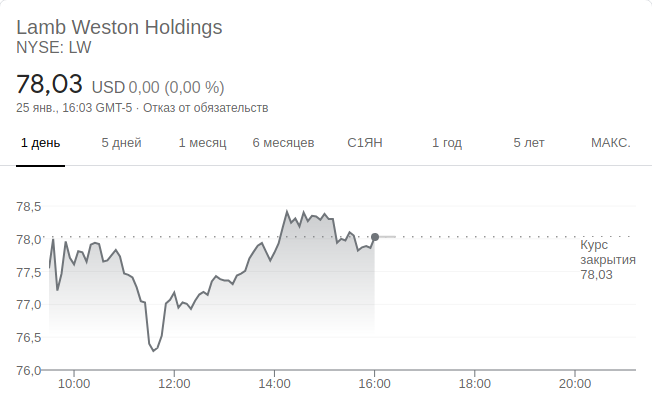 Lamb Weston Holdings
NYSE: LW
78,03 USD 0,00 (0,00 %)
25 янв., 16:03 GMT-5 · Отказ от обязательств
1 день 5 дней 1 месяц 6 месяцев С1ЯН 1 год 5 лет МАКС.
78,5
78,0
Курс
закрытия
77,5
78,03
77,0
76,5
76,0
10:00 12:00 14:00 16:00 18:00 20:00